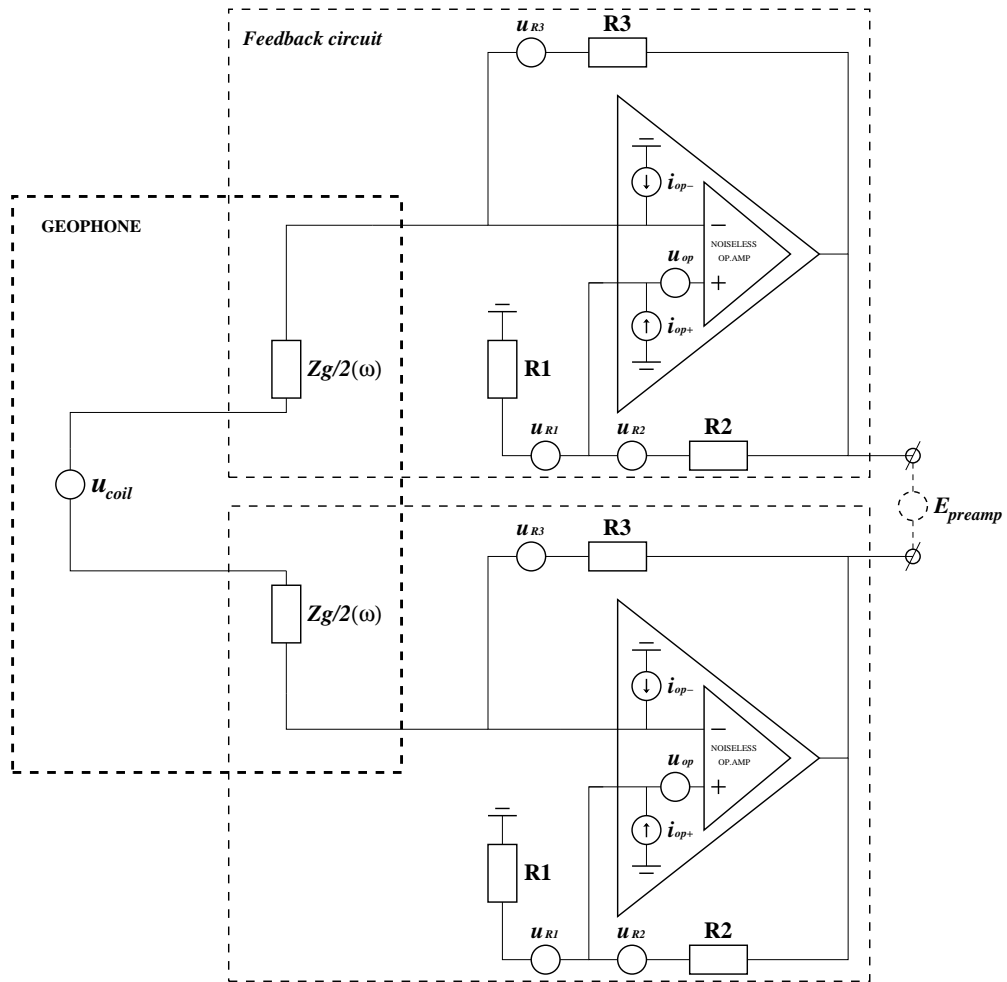 Feedback circuit
u R3
R3
i op−
GEOPHONE
NOISELESS
OP.AMP
−
u op
+
i op+
R1
Zg/2(ω)
u R1
u R2
R2
u coil
E preamp
u R3
R3
Zg/2(ω)
i op−
NOISELESS
OP.AMP
−
u op
+
i op+
R1
u R1
u R2
R2